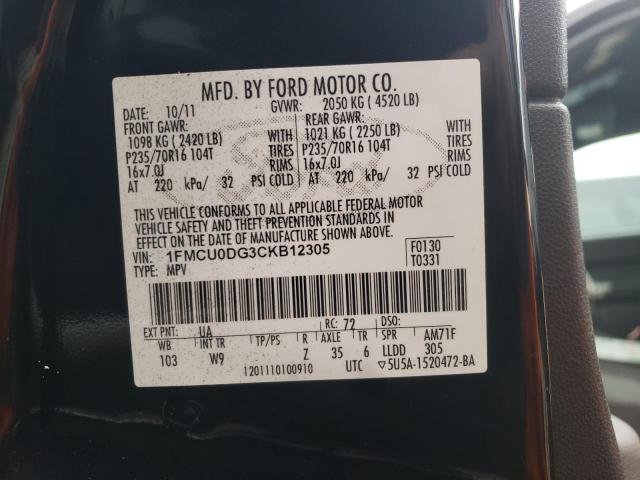 MFD. BY FORD MOTOR CO.
DATE: 10/11 GVWR: 2050 KG ( 4520 LB)
FRONT GAWR: REAR GAWR:
1098 KG ( 2420 LB) WITH 1021 KG ( 2250 LB) WITH
P235/70R16 104T TIRES P235/70R16 104T TIRES
16x7.0J RIMS 16x7.0J RIMS
AT 220 kPa/ 32 PSI COLD AT 220 kPa/ 32 PSI COLD
THIS VEHICLE CONFORMS TO ALL APPLICABLE FEDERAL MOTOR
VEHICLE SAFETY AND THEFT PREVENTION STANDARDS IN
EFFECT ON THE DATE OF MANUFACTURE SHOWN ABOVE.
VIN: 1FMCU0DG3CKB12305 F0130
TYPE: MPV T0331
EXT PNT: UA RC: 72 DSO:
WB INT TR TP/PS R AXLE TR SPR AM71F
103 W9 Z 35 6 LLDD 305
1201110100910 UTC ▽5U5A-1520472-BA